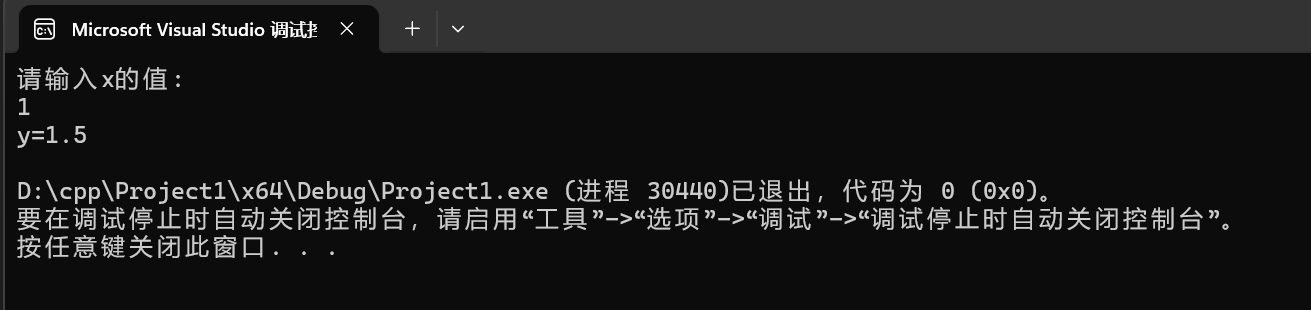 Microsoft Visual Studio 调试
请输入x的值:
1
y=1.5
D:\cpp\Project1\x64\Debug\Project1.exe (进程 30440)已退出，代码为 0 (0x0)。
要在调试停止时自动关闭控制台，请启用“工具”->“选项”->“调试”->“调试停止时自动关闭控制台”。
按任意键关闭此窗口. . .